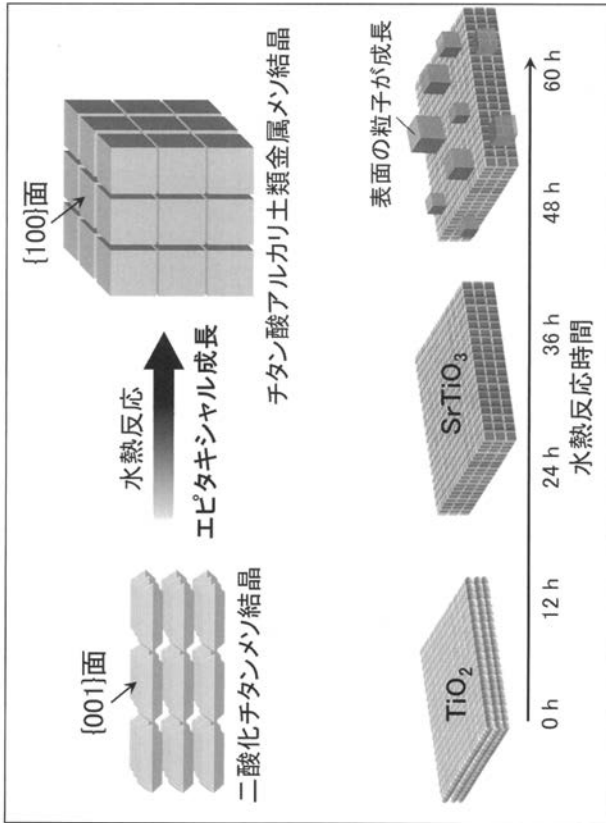 {001}面
二酸化チタンメソ結晶
水熱反応
エピタキシャル成長
{100}面
チタン酸アルカリ土類金属メソ結晶
TiO2
SrTiO3
表面の粒子が成長
0 h
12 h
24 h
36 h
48 h
60 h
水熱反応時間